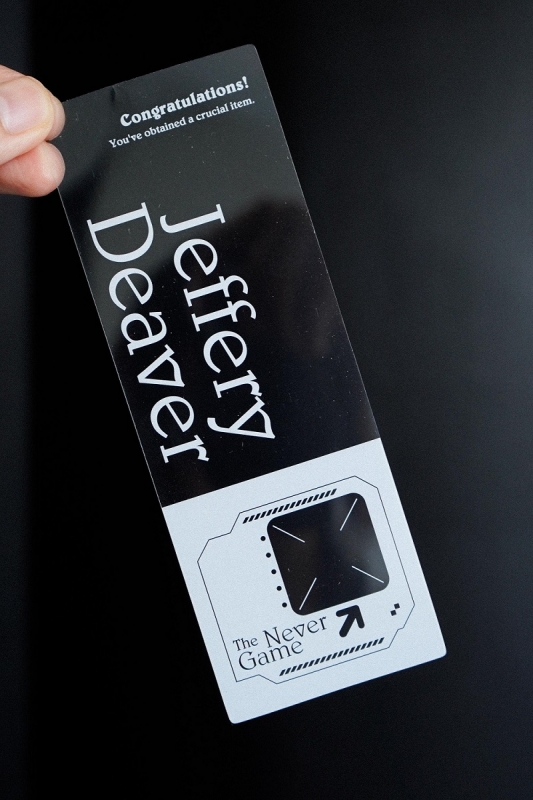 Congratulations!
You've obtained a crucial item.
Jeffery
Deaver
The Never
Game